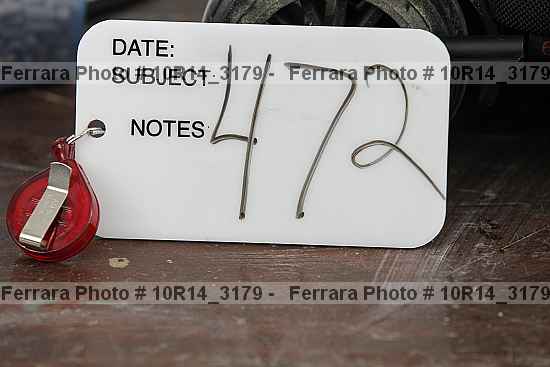 DATE:
Ferrara Photo # 10R14_3179 - Ferrara Photo # 10R14_3179
SUBJECT
472
NOTES
Ferrara Photo # 10R14_3179 - Ferrara Photo # 10R14_3179